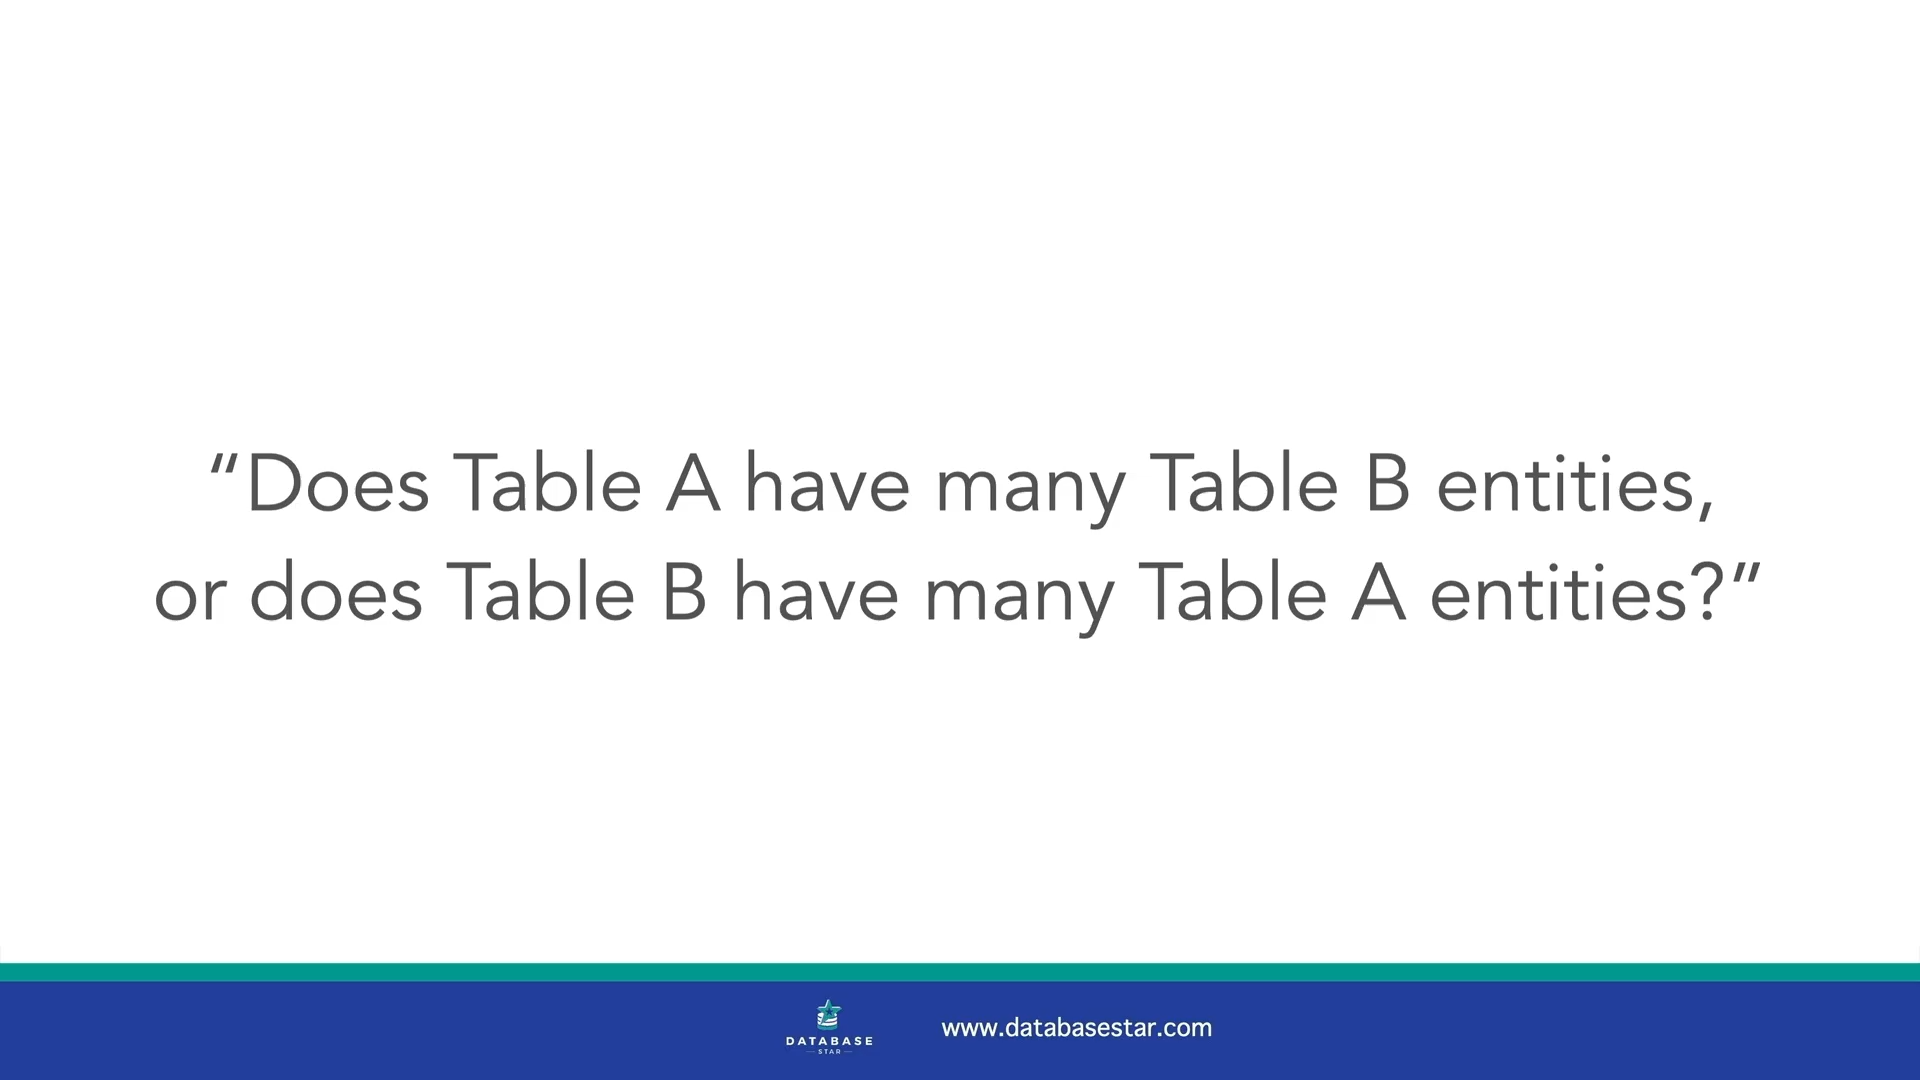 “Does Table A have many Table B entities,
or does Table B have many Table A entities?”
DATABASE
STAR
www.databasestar.com